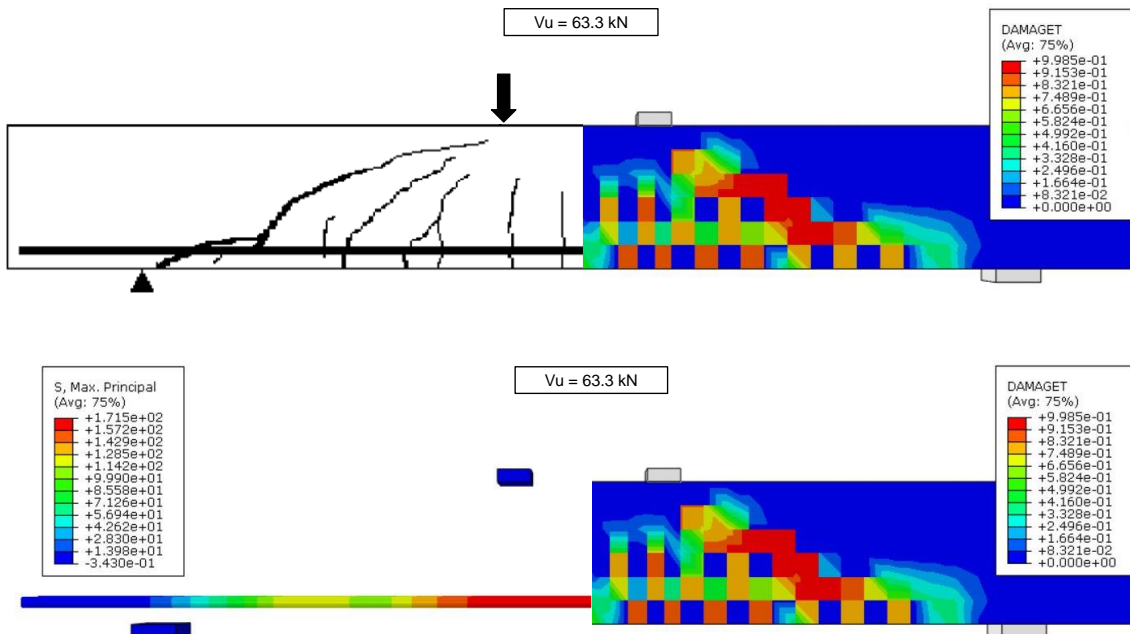 Vu = 63.3 kN
DAMAGET
(Avg: 75%)
+9.985e-01
+9.153e-01
+8.321e-01
+7.489e-01
+6.656e-01
+5.824e-01
+4.992e-01
+4.160e-01
+3.328e-01
+2.496e-01
+1.664e-01
+8.321e-02
+0.000e+00
Vu = 63.3 kN
S, Max. Principal
(Avg: 75%)
+1.715e+02
+1.572e+02
+1.429e+02
+1.285e+02
+1.142e+02
+9.990e+01
+8.558e+01
+7.126e+01
+5.694e+01
+4.262e+01
+2.830e+01
+1.398e+01
-3.430e-01
DAMAGET
(Avg: 75%)
+9.985e-01
+9.153e-01
+8.321e-01
+7.489e-01
+6.656e-01
+5.824e-01
+4.992e-01
+4.160e-01
+3.328e-01
+2.496e-01
+1.664e-01
+8.321e-02
+0.000e+00